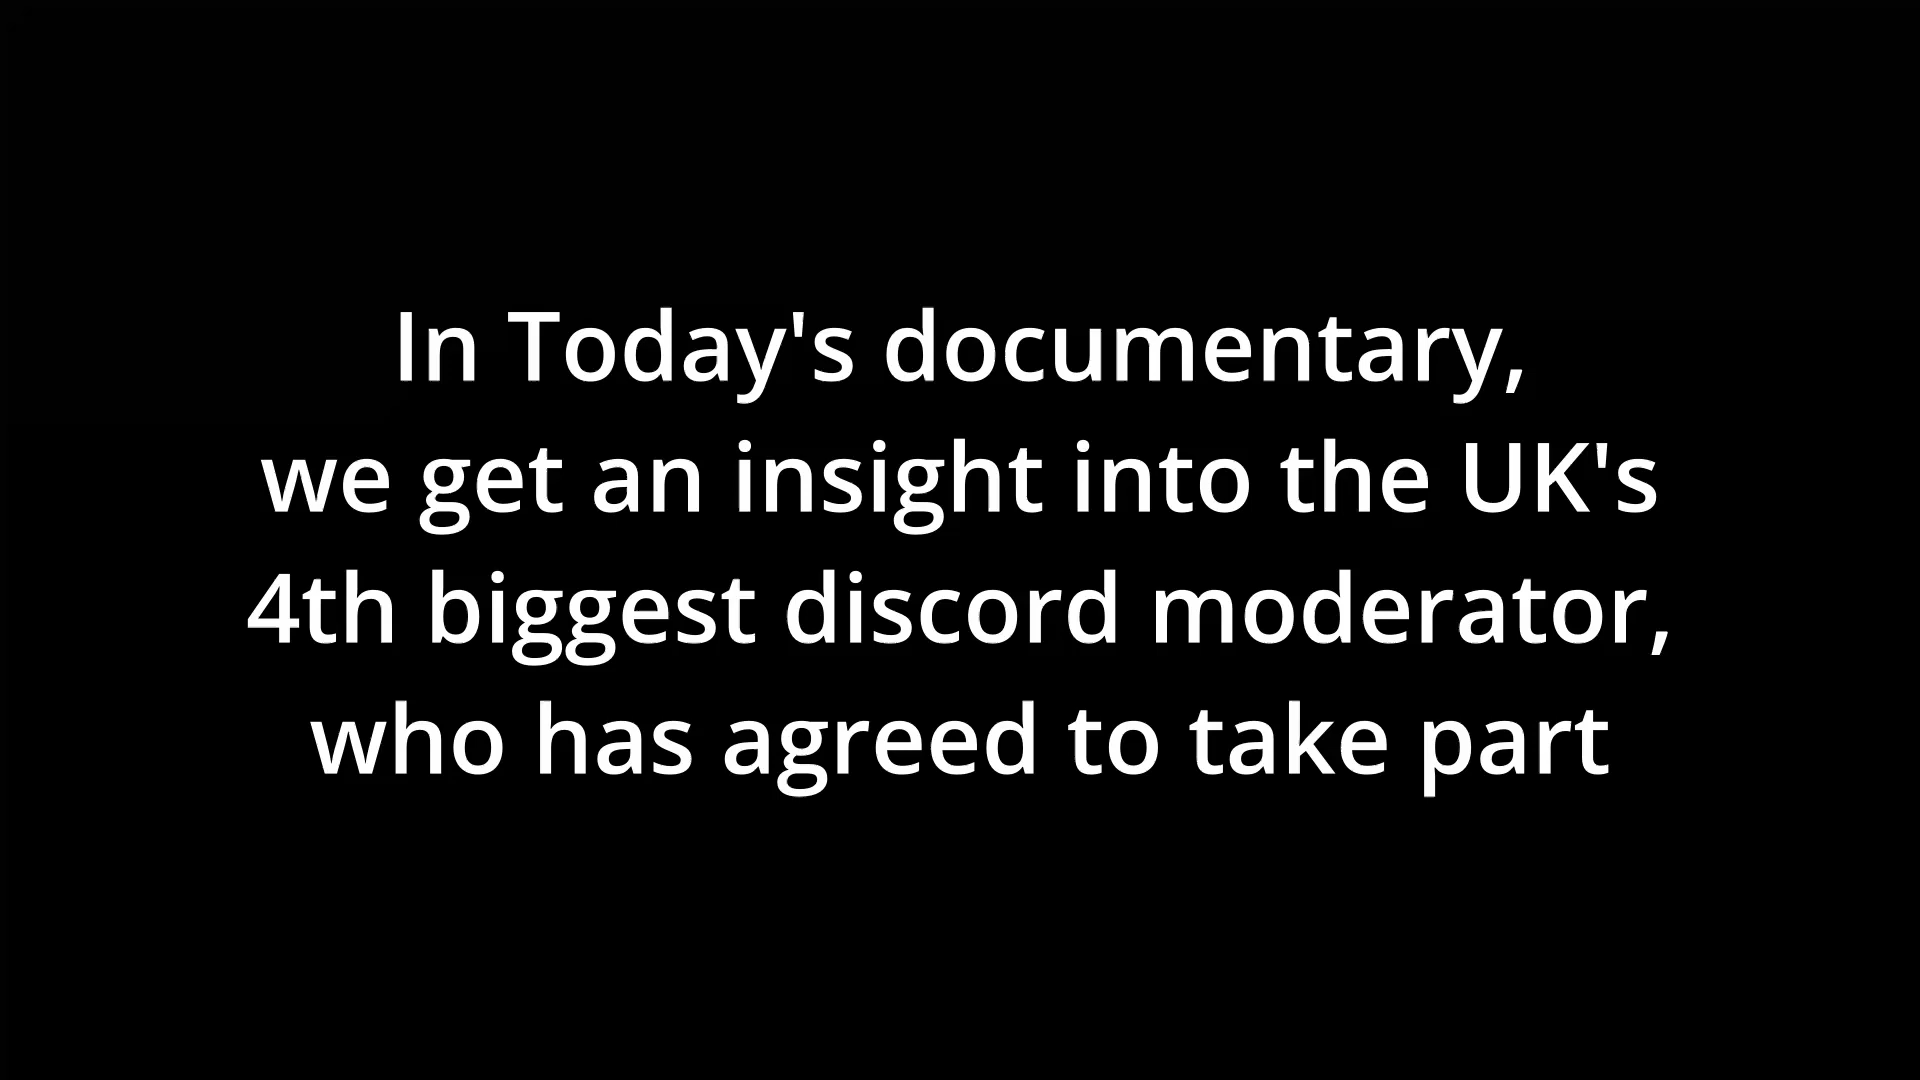 In Today's documentary,
we get an insight into the UK's
4th biggest discord moderator,
who has agreed to take part